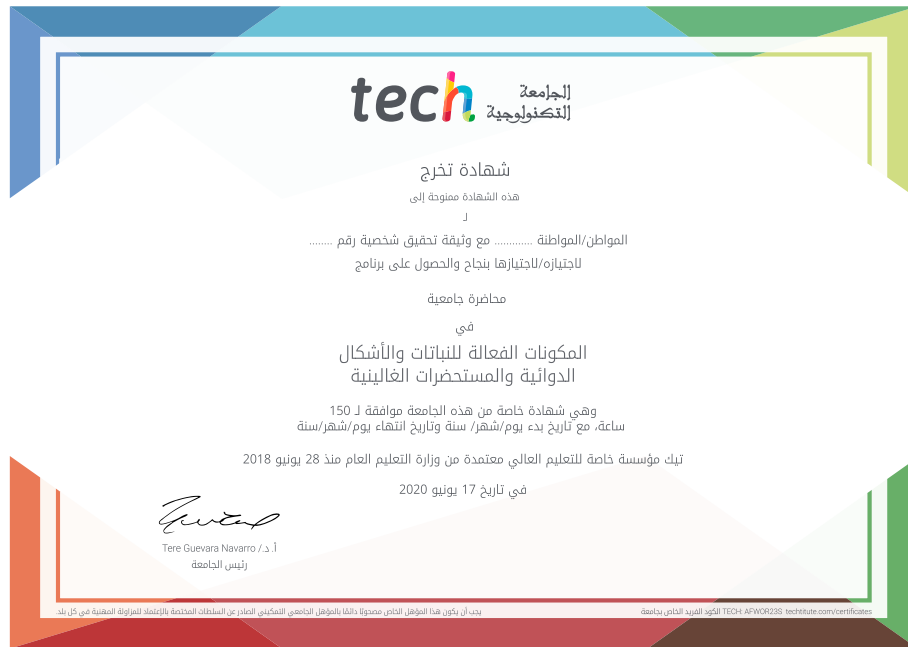 tech الجامعة
التكنولوجية
شهادة تخرج
هذه الشهادة ممنوحة إلى
لـ
المواطن/المواطنة ............. مع وثيقة تحقيق شخصية رقم ........
لاجتيازه/لاجتيازها بنجاح والحصول على برنامج
محاضرة جامعية
في
المكونات الفعالة للنباتات والأشكال
الدوائية والمستحضرات الغالينية
وهي شهادة خاصة من هذه الجامعة موافقة لـ 150
ساعة، مع تاريخ بدء يوم/شهر/ سنة وتاريخ انتهاء يوم/شهر/سنة
تيك مؤسسة خاصة للتعليم العالي معتمدة من وزارة التعليم العام منذ 28 يونيو 2018
في تاريخ 17 يونيو 2020
أ. د./ Tere Guevara Navarro
رئيس الجامعة
يجب أن يكون هذا المؤهل الخاص مصحوبًا دائمًا بالمؤهل الجامعي التمكيني الصادر عن السلطات المختصة بالإعتماد للمزاولة المهنية في كل بلد.
الكود الفريد الخاص بجامعة TECH: AFWOR23S techtitute.com/certificates